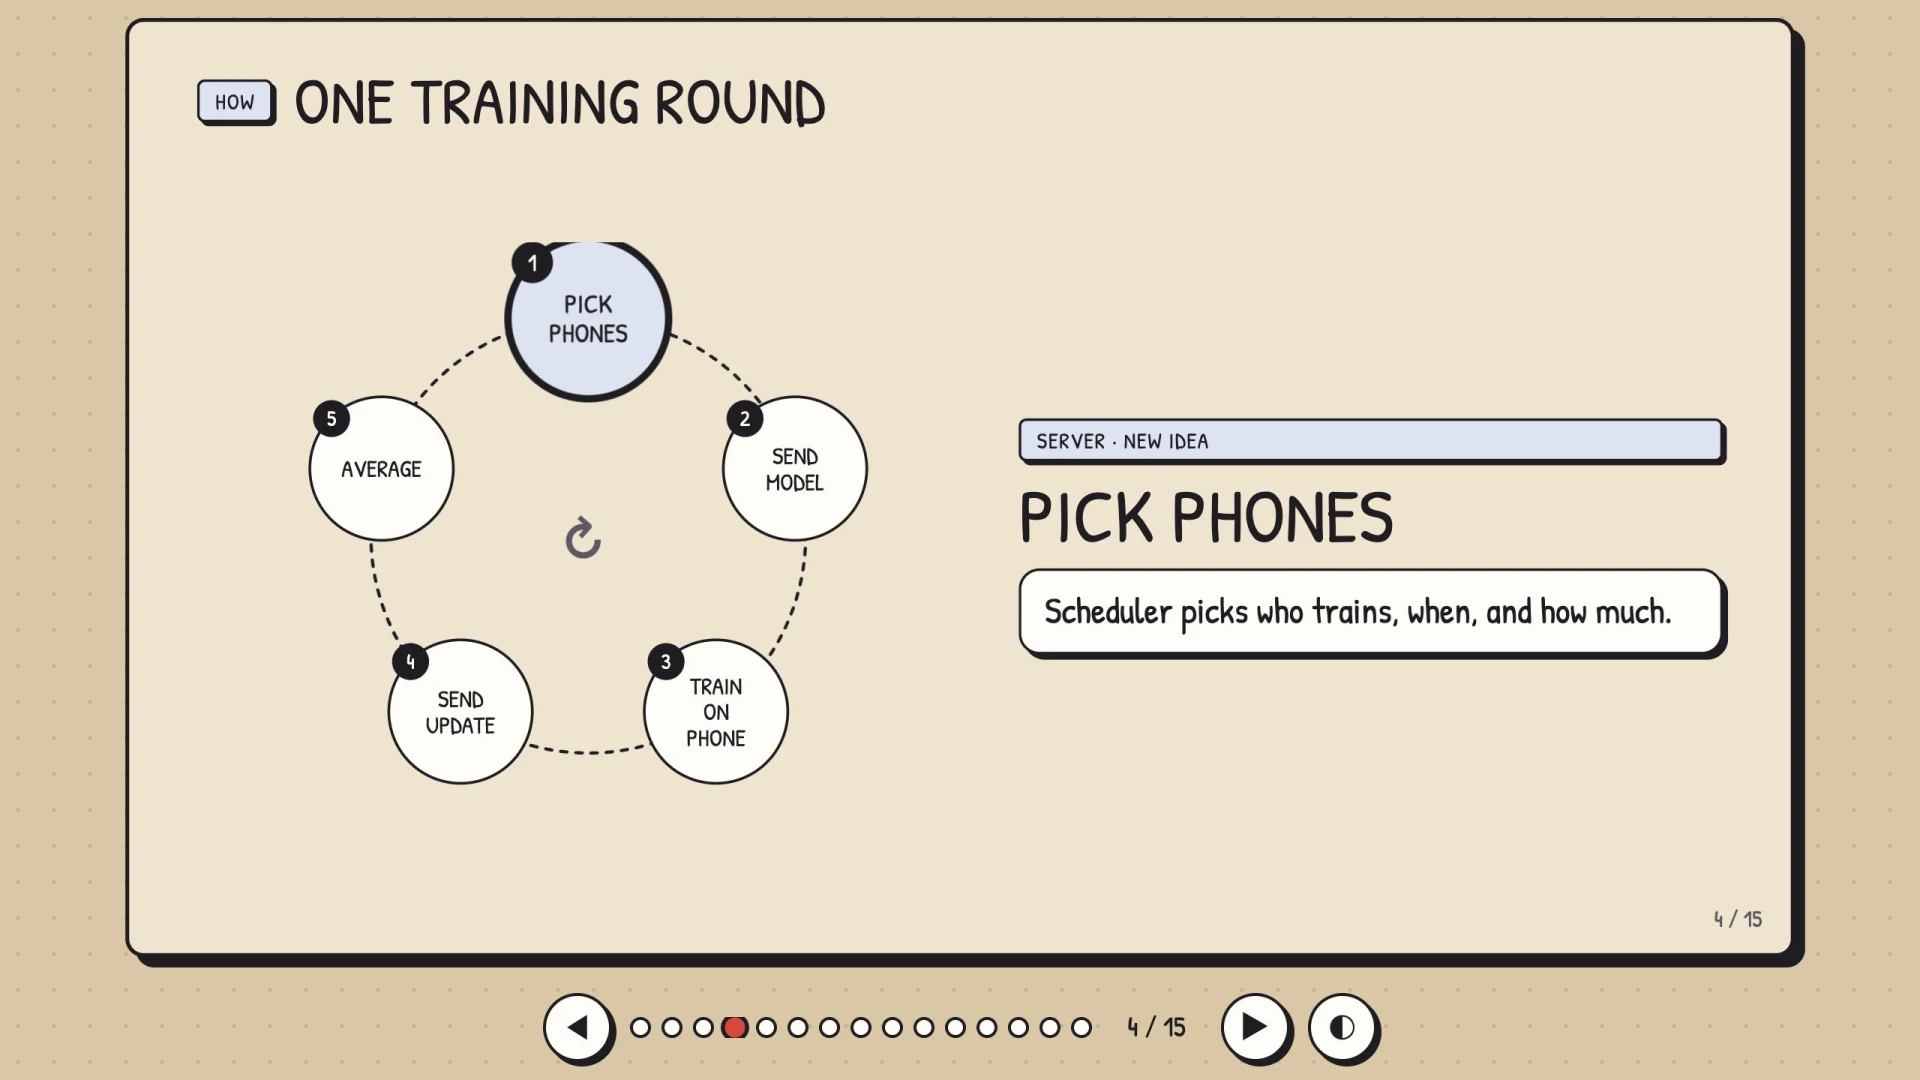 HOW
ONE TRAINING ROUND
1
PICK
PHONES
5
AVERAGE
2
SEND
MODEL
4
SEND
UPDATE
3
TRAIN
ON
PHONE
SERVER · NEW IDEA
PICK PHONES
Scheduler picks who trains, when, and how much.
4 / 15
4 / 15